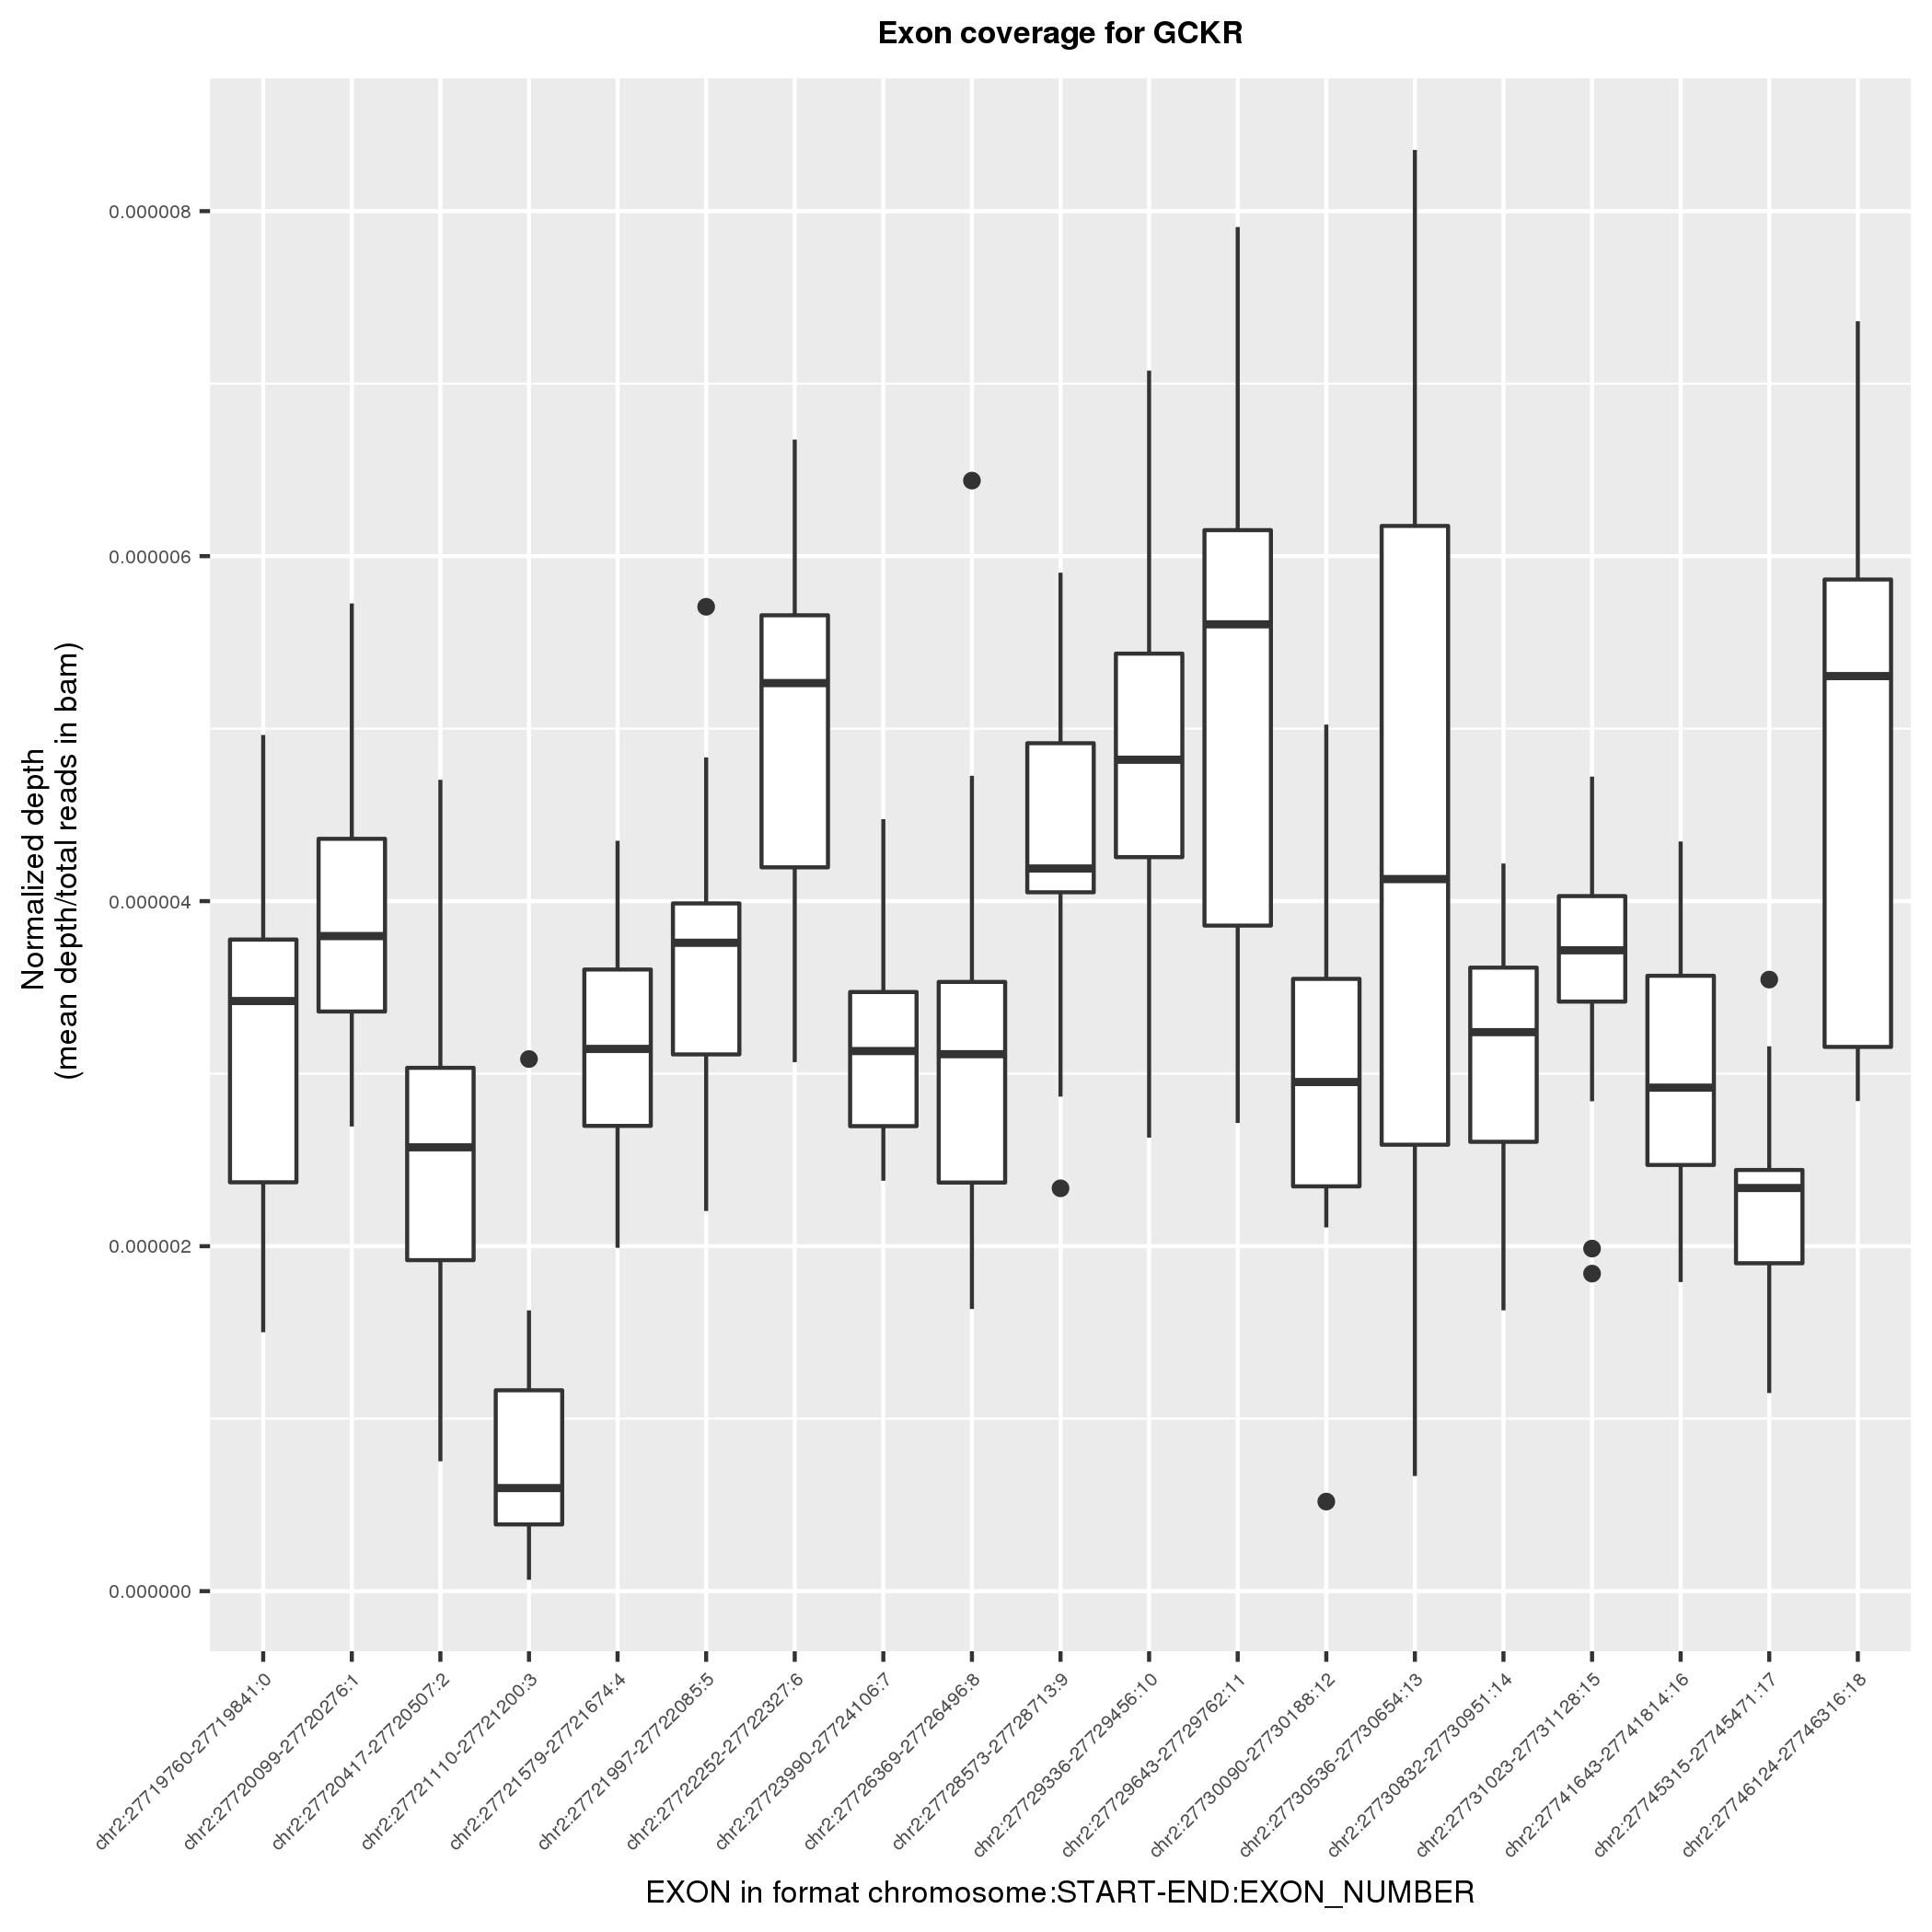 Exon coverage for GCKR
Normalized depth
(mean depth/total reads in bam)
0.000008
0.000006
0.000004
0.000002
0.000000
chr2:27719760-27719841:0
chr2:27720099-27720276:1
chr2:27720417-27720507:2
chr2:27721110-27721200:3
chr2:27721579-27721674:4
chr2:27721997-27722085:5
chr2:27722252-27722327:6
chr2:27723990-27724106:7
chr2:27726369-27726496:8
chr2:27728573-27728713:9
chr2:27729336-27729456:10
chr2:27729643-27729762:11
chr2:27730090-27730188:12
chr2:27730536-27730654:13
chr2:27730832-27730951:14
chr2:27731023-27731128:15
chr2:27741643-27741814:16
chr2:27745315-27745471:17
chr2:27746124-27746316:18
EXON in format chromosome:START-END:EXON_NUMBER